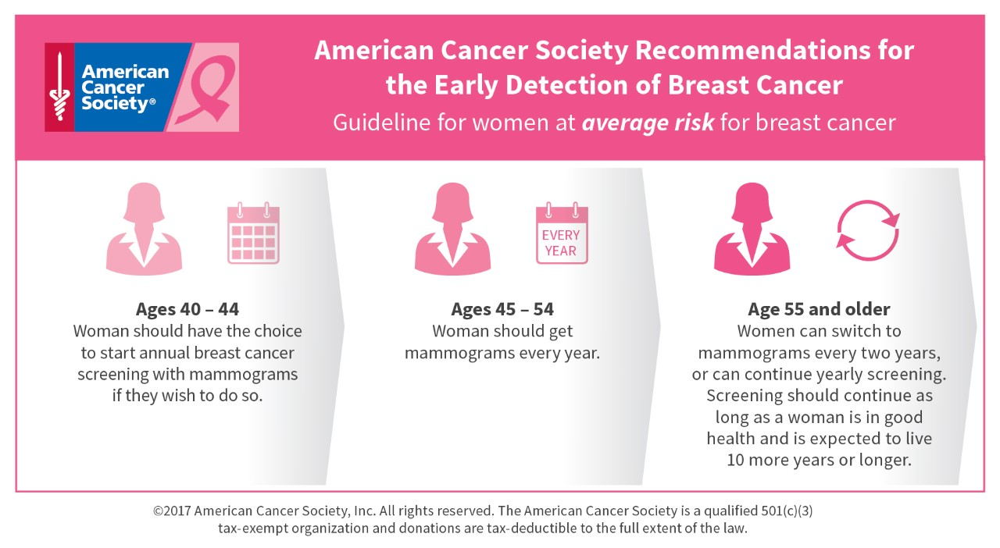 American
Cancer
Society®
American Cancer Society Recommendations for
the Early Detection of Breast Cancer
Guideline for women at average risk for breast cancer
Ages 40 – 44
Woman should have the choice
to start annual breast cancer
screening with mammograms
if they wish to do so.
EVERY
YEAR
Ages 45 – 54
Woman should get
mammograms every year.
Age 55 and older
Women can switch to
mammograms every two years,
or can continue yearly screening.
Screening should continue as
long as a woman is in good
health and is expected to live
10 more years or longer.
©2017 American Cancer Society, Inc. All rights reserved. The American Cancer Society is a qualified 501(c)(3)
tax-exempt organization and donations are tax-deductible to the full extent of the law.